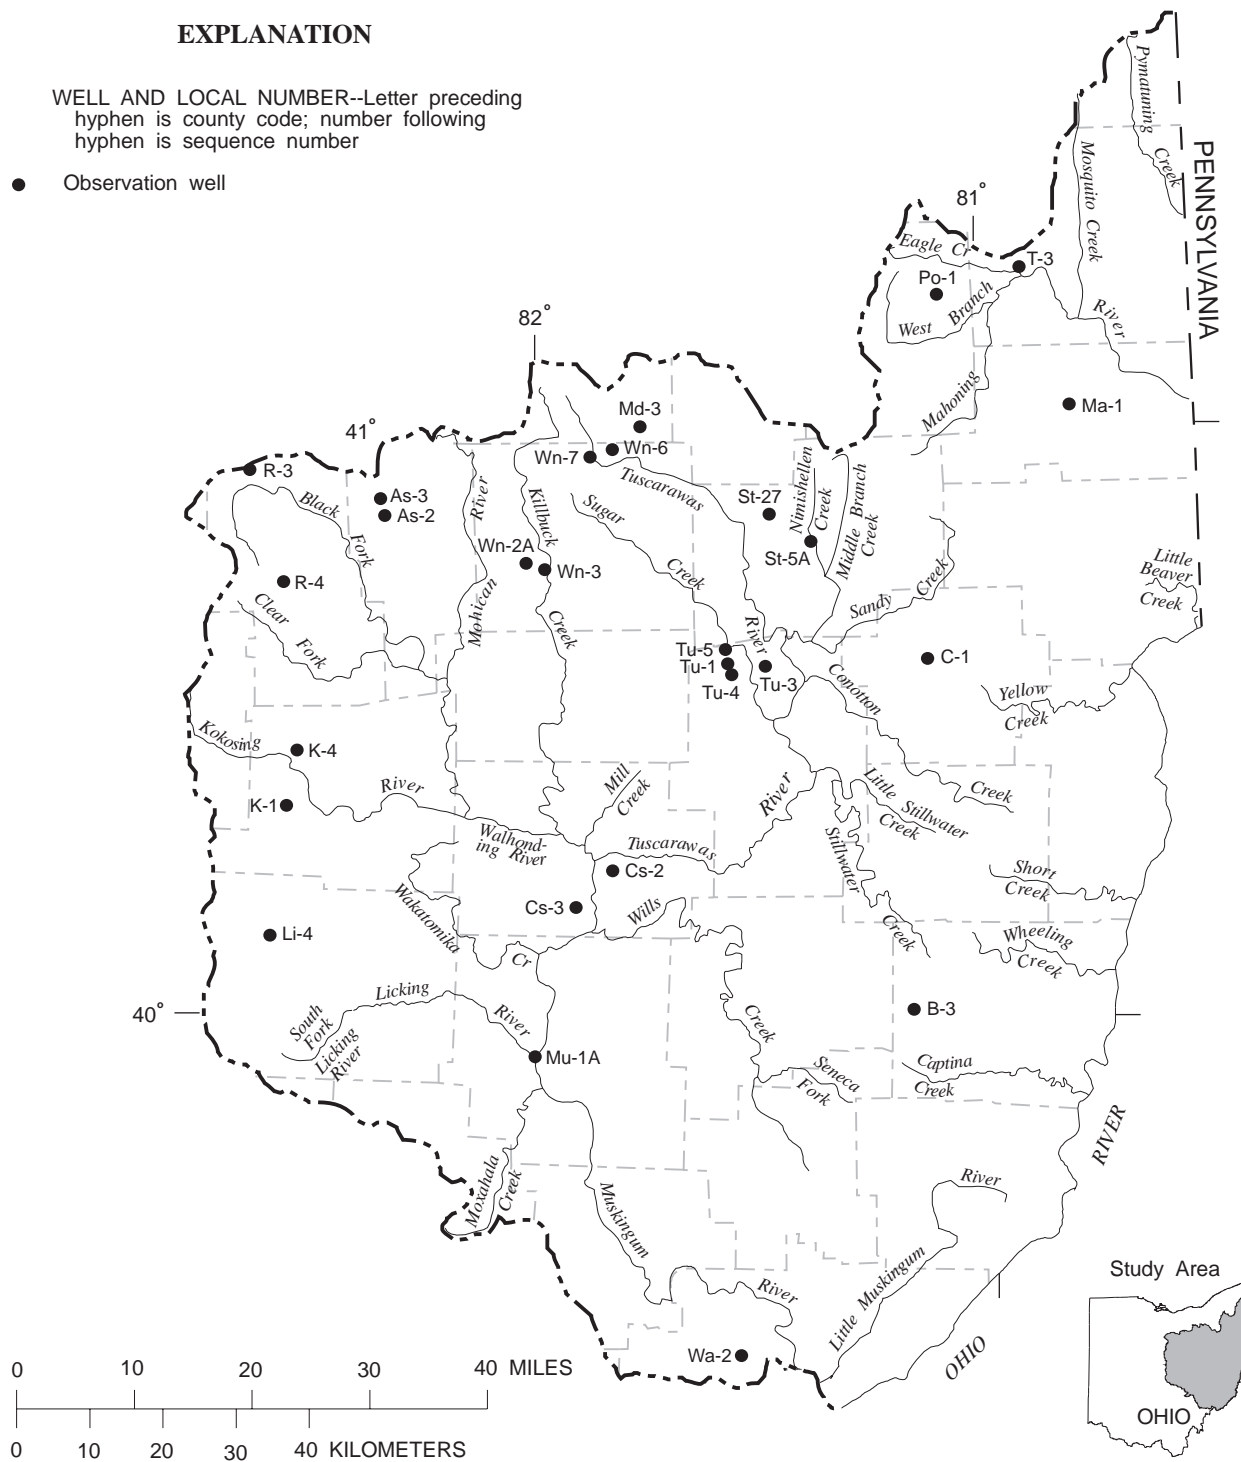 EXPLANATION
WELL AND LOCAL NUMBER--Letter preceding
hyphen is county code; number following
hyphen is sequence number
Observation well
Pymatuning
Creek
PENNSYLVANIA
Mosquito Creek
81°
Eagle Cr
T-3
Po-1
West Branch
River
82°
Mahoning
Ma-1
Md-3
41°
Wn-6
Wn-7
R-3
Tuscarawas
As-3
As-2
Black
Fork
River
Killbuck
Sugar
St-27
Nimishellen
Creek
Middle Branch
Creek
St-5A
Wn-2A
Wn-3
Creek
Little
Beaver
Creek
R-4
Clear
Fork
Mohican
Creek
Sandy
Creek
River
Tu-5
Tu-1
Tu-4
Tu-3
C-1
Conotton
Yellow
Creek
Kokosing
K-4
River
K-1
Mill
Creek
River
Little Stillwater
Creek
Creek
Walhond-
ing River
Tuscarawas
Stillwater
Short
Creek
Cs-2
Cs-3
Wills
Wakatomika
Cr
Creek
Wheeling
Creek
Li-4
Licking
River
40°
South
Fork
Licking
River
Creek
B-3
Mu-1A
Seneca
Fork
Captina
Creek
RIVER
Moxahala
Creek
River
Muskingum
Little Muskingum
River
Study Area
Wa-2
OHIO
OHIO
0 10 20 30 40 MILES
0 10 20 30 40 KILOMETERS